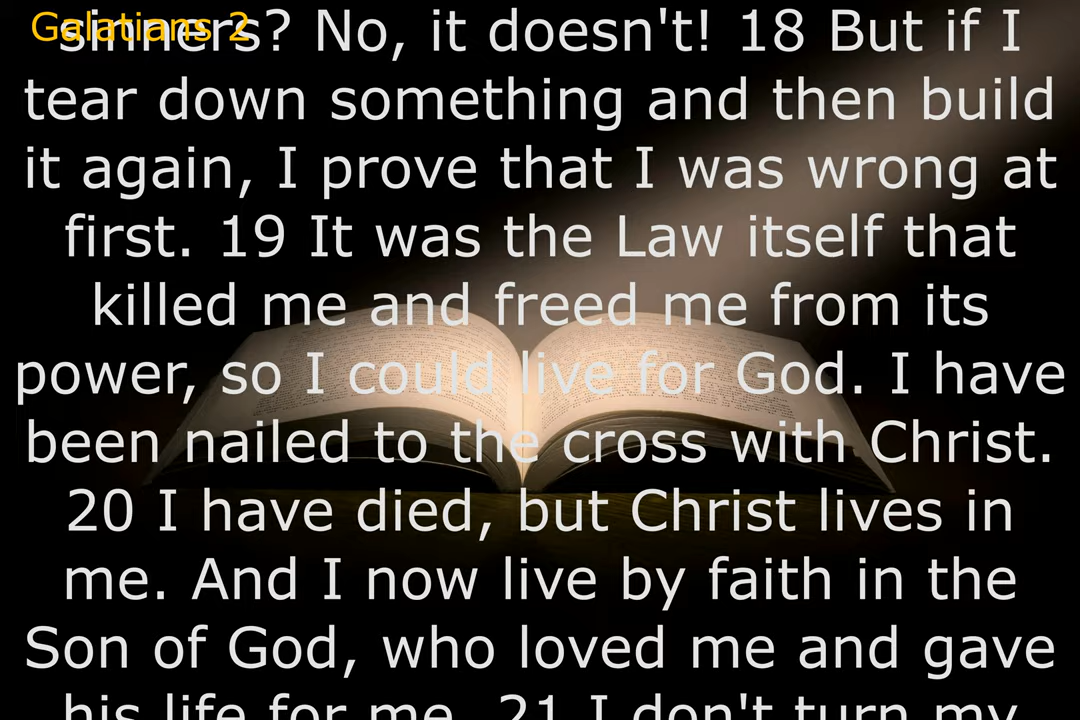 Galatians 2
sinners? No, it doesn't! 18 But if I
tear down something and then build
it again, I prove that I was wrong at
first. 19 It was the Law itself that
killed me and freed me from its
power, so I could live for God. I have
been nailed to the cross with Christ.
20 I have died, but Christ lives in
me. And I now live by faith in the
Son of God, who loved me and gave
his life for me. 21 I don't turn my